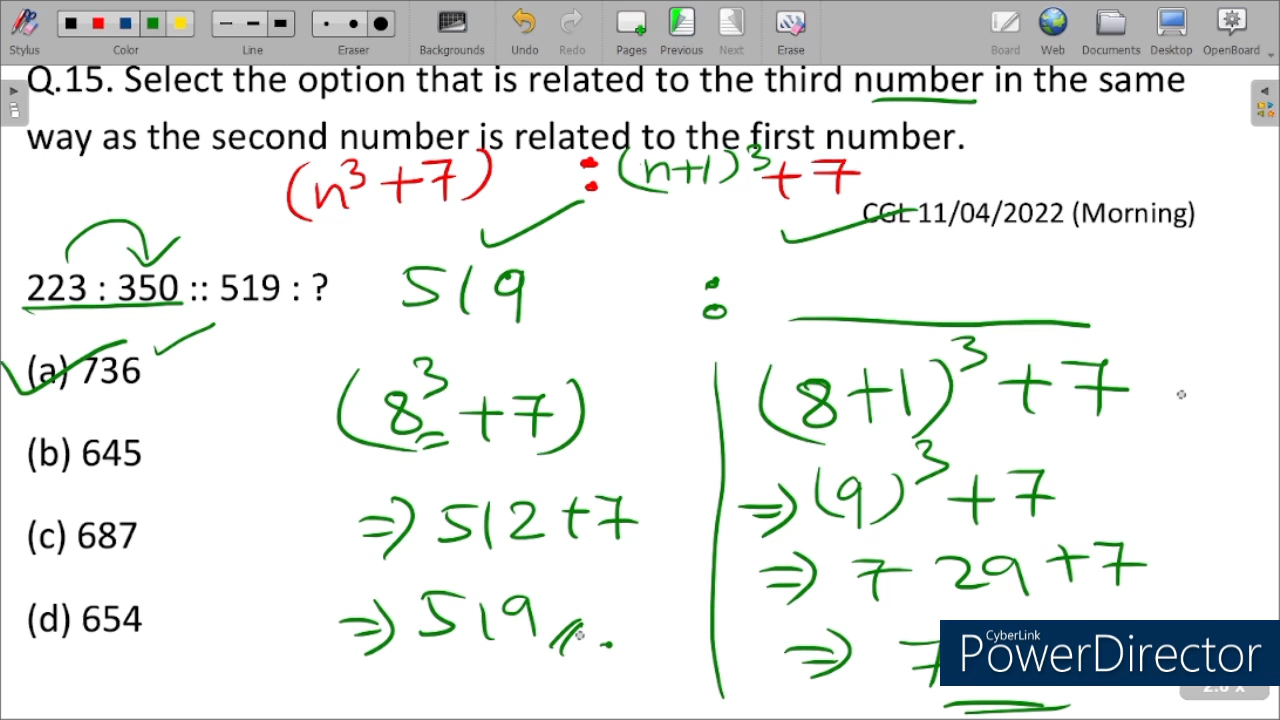 Stylus Color Line Eraser Backgrounds Undo Redo Pages Previous Next Erase Board Web Documents Desktop OpenBoard
Q.15. Select the option that is related to the third number in the same
way as the second number is related to the first number.
(n³+7) : (n+1)³+7
CGL 11/04/2022 (Morning)
223 : 350 :: 519 : ?
519 :
(a) 736
(8³+7)
(8+1)³+7
(b) 645
⇒ (9)³+7
⇒ 512+7
(c) 687
⇒ 729+7
(d) 654
⇒ 519
⇒ 7
CyberLink
PowerDirector